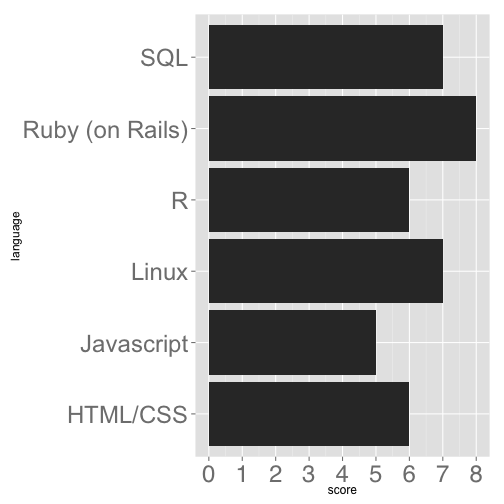 SQL
Ruby (on Rails)
R
Linux
Javascript
HTML/CSS
language
0 1 2 3 4 5 6 7 8
score